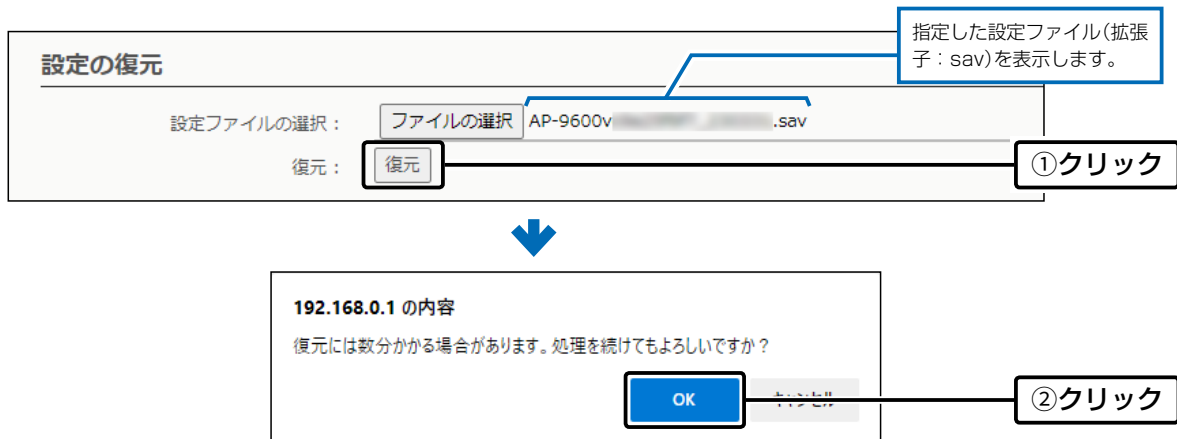 指定した設定ファイル（拡張
子：sav）を表示します。
設定の復元
設定ファイルの選択： ファイルの選択 AP-9600v .sav
復元： 復元
①クリック
192.168.0.1 の内容
復元には数分かかる場合があります。処理を続けてもよろしいですか？
OK キャンセル
②クリック